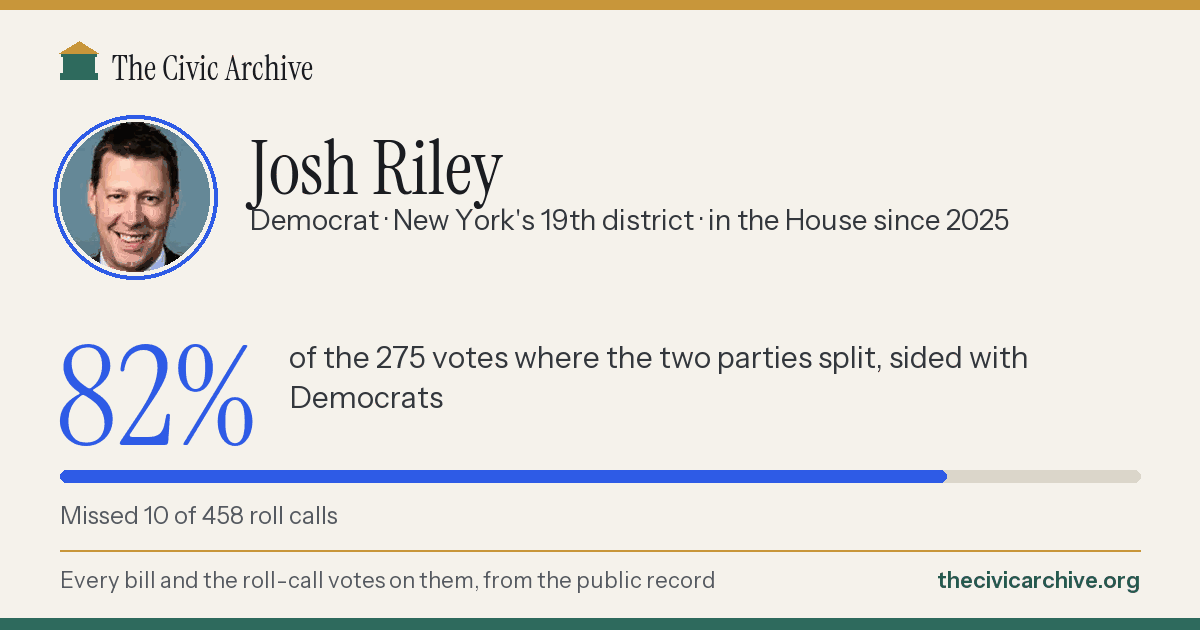 The Civic Archive
Josh Riley
Democrat · New York's 19th district · in the House since 2025
82%
of the 275 votes where the two parties split, sided with
Democrats
Missed 10 of 458 roll calls
Every bill and the roll-call votes on them, from the public record
thecivicarchive.org